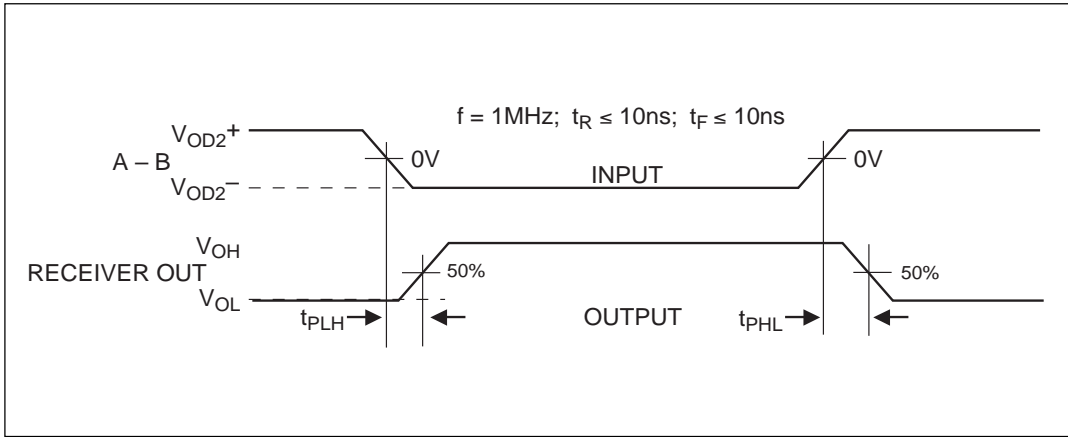 f = 1MHz; tR ≤ 10ns; tF ≤ 10ns
VOD2+
A – B
0V
0V
INPUT
VOD2–
VOH
RECEIVER OUT
50%
50%
VOL
tPLH
OUTPUT
tPHL